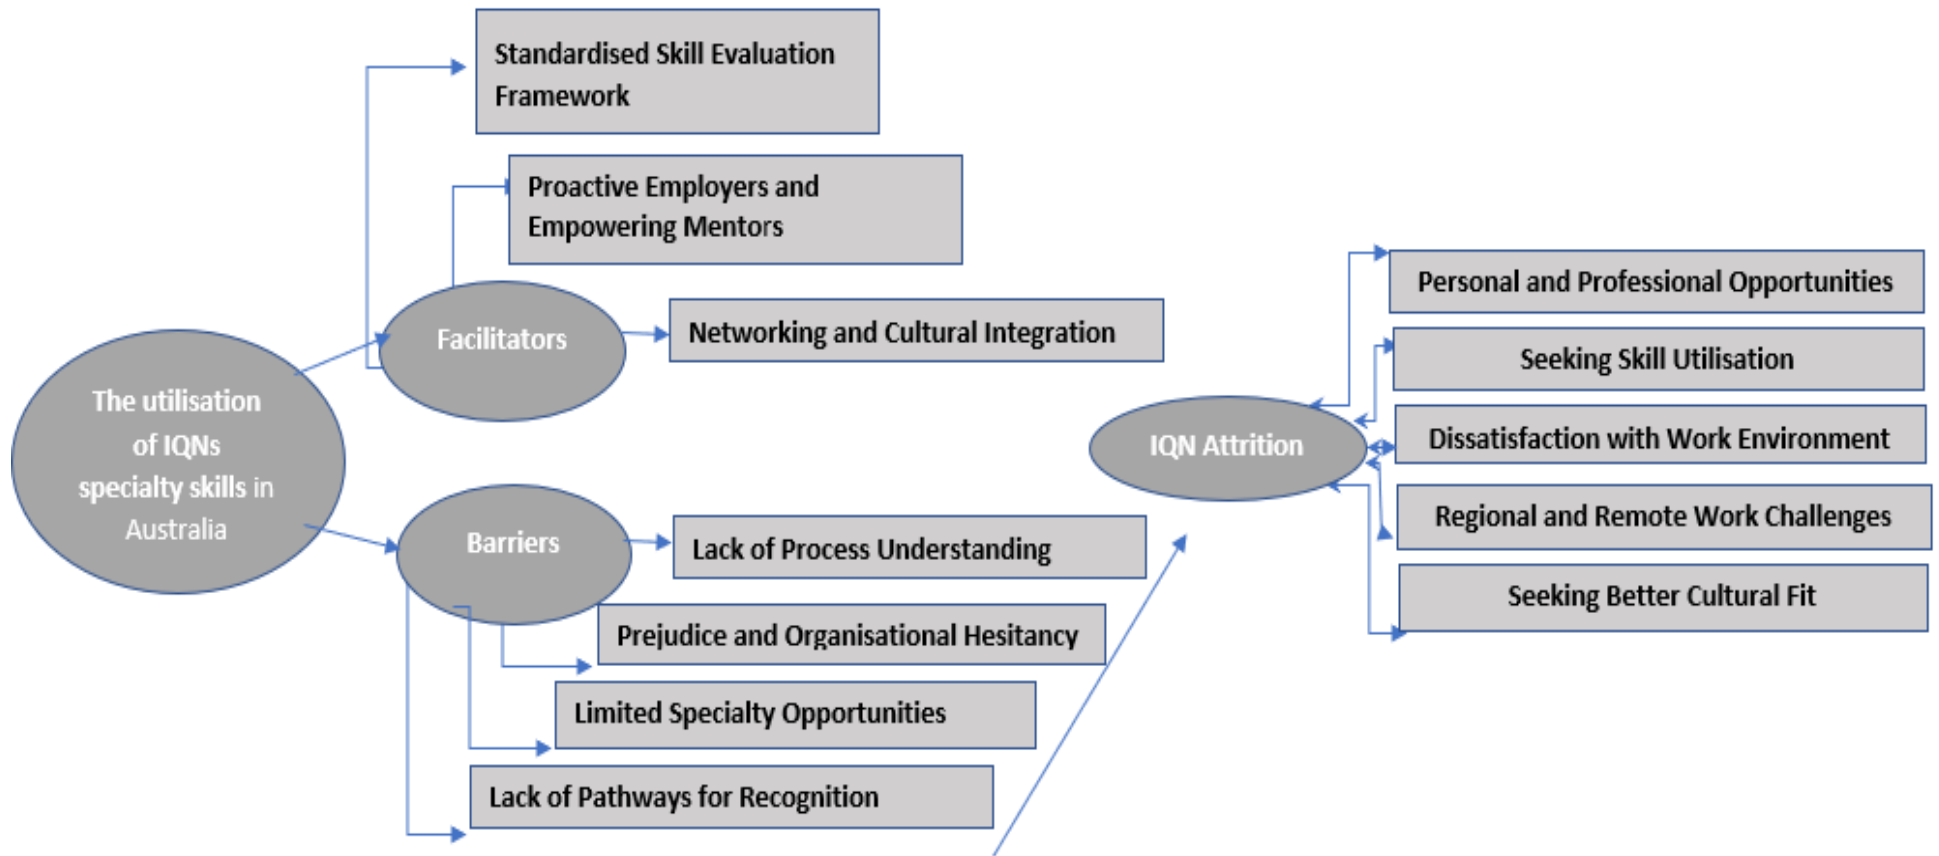 Standardised Skill Evaluation
Framework
Proactive Employers and
Empowering Mentors
Facilitators
Networking and Cultural Integration
The utilisation
of IQNs
specialty skills in
Australia
Barriers
Lack of Process Understanding
Prejudice and Organisational Hesitancy
Limited Specialty Opportunities
Lack of Pathways for Recognition
IQN Attrition
Personal and Professional Opportunities
Seeking Skill Utilisation
Dissatisfaction with Work Environment
Regional and Remote Work Challenges
Seeking Better Cultural Fit